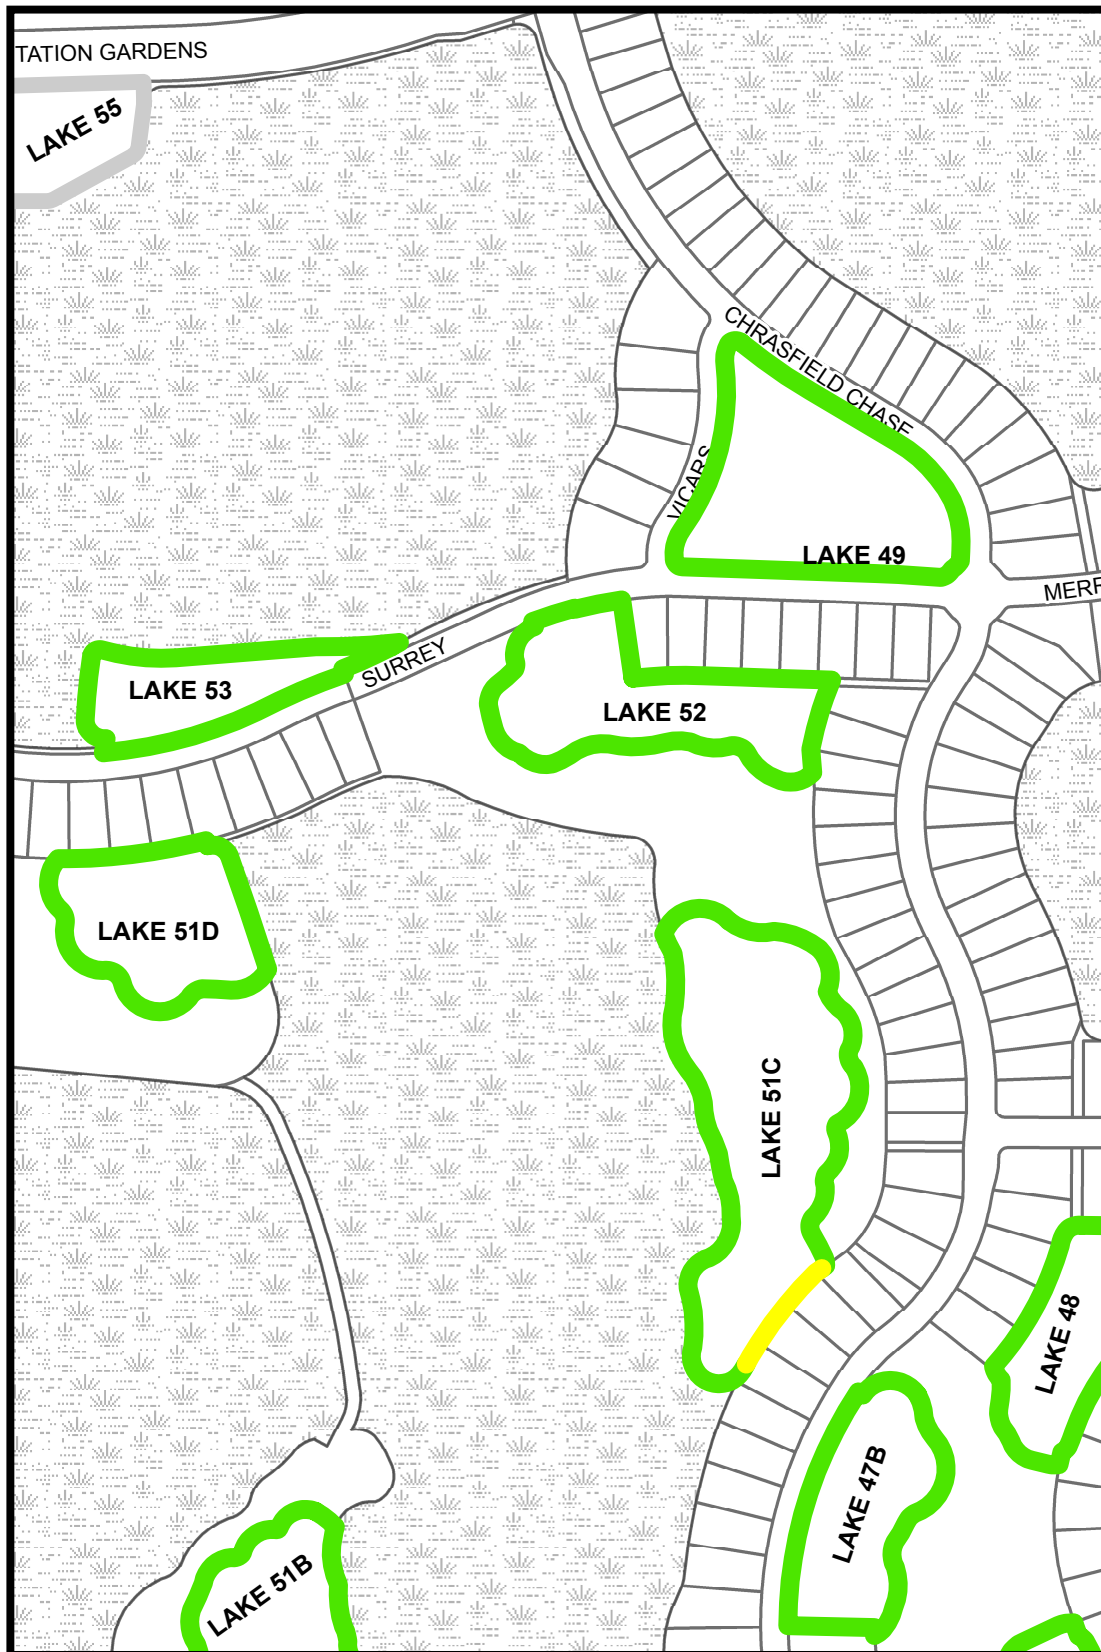 TATION GARDENS
LAKE 55
CHRASFIELD CHASE
VICARS
LAKE 49
MERR
SURREY
LAKE 53
LAKE 52
LAKE 51D
LAKE 51C
LAKE 48
LAKE 47B
LAKE 51B